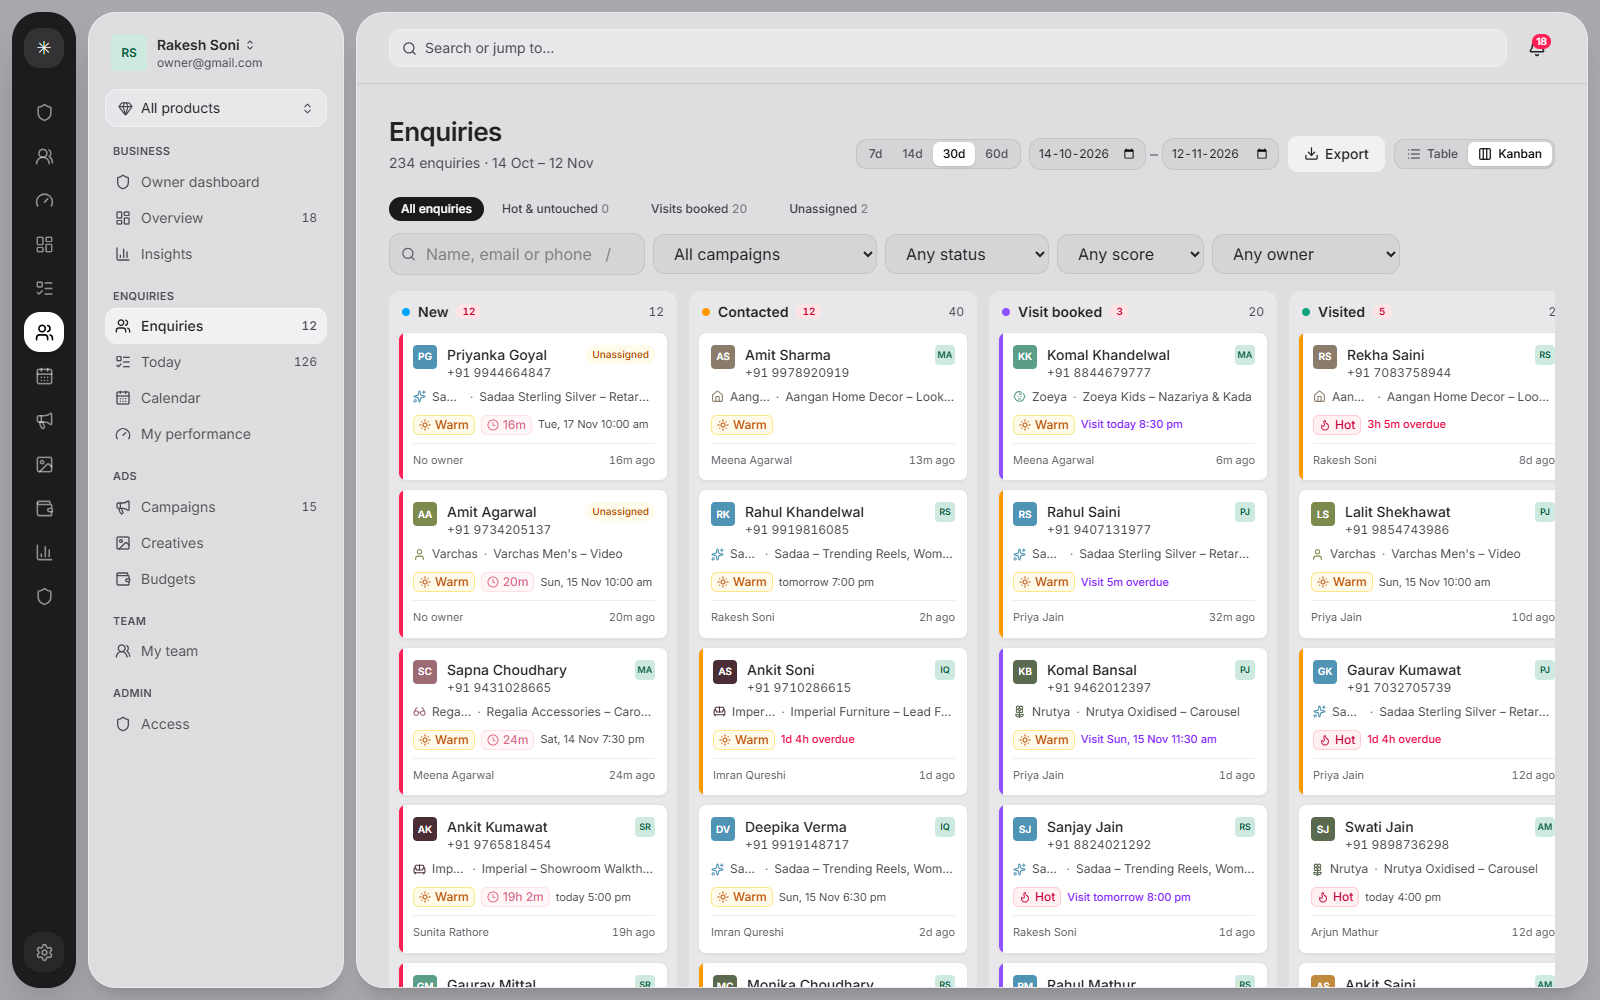 RS
Rakesh Soni
owner@gmail.com
All products
BUSINESS
Owner dashboard
Overview 18
Insights
ENQUIRIES
Enquiries 12
Today 126
Calendar
My performance
ADS
Campaigns 15
Creatives
Budgets
TEAM
My team
ADMIN
Access
Search or jump to...
18
Enquiries
234 enquiries · 14 Oct – 12 Nov
7d 14d 30d 60d
14-10-2026 – 12-11-2026
Export
Table Kanban
All enquiries Hot & untouched 0 Visits booked 20 Unassigned 2
Name, email or phone /
All campaigns
Any status
Any score
Any owner
New 12 12
PG Priyanka Goyal Unassigned
+91 9944664847
Sa... · Sadaa Sterling Silver – Retar...
Warm 16m Tue, 17 Nov 10:00 am
No owner 16m ago
AA Amit Agarwal Unassigned
+91 9734205137
Varchas · Varchas Men's – Video
Warm 20m Sun, 15 Nov 10:00 am
No owner 20m ago
SC Sapna Choudhary MA
+91 9431028665
Rega... · Regalia Accessories – Caro...
Warm 24m Sat, 14 Nov 7:30 pm
Meena Agarwal 24m ago
AK Ankit Kumawat SR
+91 9765818454
Imp... · Imperial – Showroom Walkth...
Warm 19h 2m today 5:00 pm
Sunita Rathore 19h ago
GM Gaurav Mittal SR
Contacted 12 40
AS Amit Sharma MA
+91 9978920919
Aang... · Aangan Home Decor – Look...
Warm
Meena Agarwal 13m ago
RK Rahul Khandelwal RS
+91 9919816085
Sa... · Sadaa – Trending Reels, Wom...
Warm tomorrow 7:00 pm
Rakesh Soni 2h ago
AS Ankit Soni IQ
+91 9710286615
Imper... · Imperial Furniture – Lead F...
Warm 1d 4h overdue
Imran Qureshi 1d ago
DV Deepika Verma IQ
+91 9919148717
Sa... · Sadaa – Trending Reels, Wom...
Warm Sun, 15 Nov 6:30 pm
Imran Qureshi 2d ago
MC Monika Choudhary RS
Visit booked 3 20
KK Komal Khandelwal MA
+91 8844679777
Zoeya · Zoeya Kids – Nazariya & Kada
Warm Visit today 8:30 pm
Meena Agarwal 6m ago
RS Rahul Saini PJ
+91 9407131977
Sa... · Sadaa Sterling Silver – Retar...
Warm Visit 5m overdue
Priya Jain 32m ago
KB Komal Bansal PJ
+91 9462012397
Nrutya · Nrutya Oxidised – Carousel
Warm Visit Sun, 15 Nov 11:30 am
Priya Jain 1d ago
SJ Sanjay Jain RS
+91 8824021292
Sa... · Sadaa – Trending Reels, Wom...
Hot Visit tomorrow 8:00 pm
Rakesh Soni 1d ago
RM Rahul Mathur RS
Visited 5 2
RS Rekha Saini RS
+91 7083758944
Aan... · Aangan Home Decor – Loo...
Hot 3h 5m overdue
Rakesh Soni 8d ago
LS Lalit Shekhawat PJ
+91 9854743986
Varchas · Varchas Men's – Video
Warm Sun, 15 Nov 10:00 am
Priya Jain 10d ago
GK Gaurav Kumawat PJ
+91 7032705739
Sa... · Sadaa Sterling Silver – Retar...
Hot 1d 4h overdue
Priya Jain 12d ago
SJ Swati Jain AM
+91 9898736298
Nrutya · Nrutya Oxidised – Carousel
Hot today 4:00 pm
Arjun Mathur 12d ago
AS Ankit Saini AM